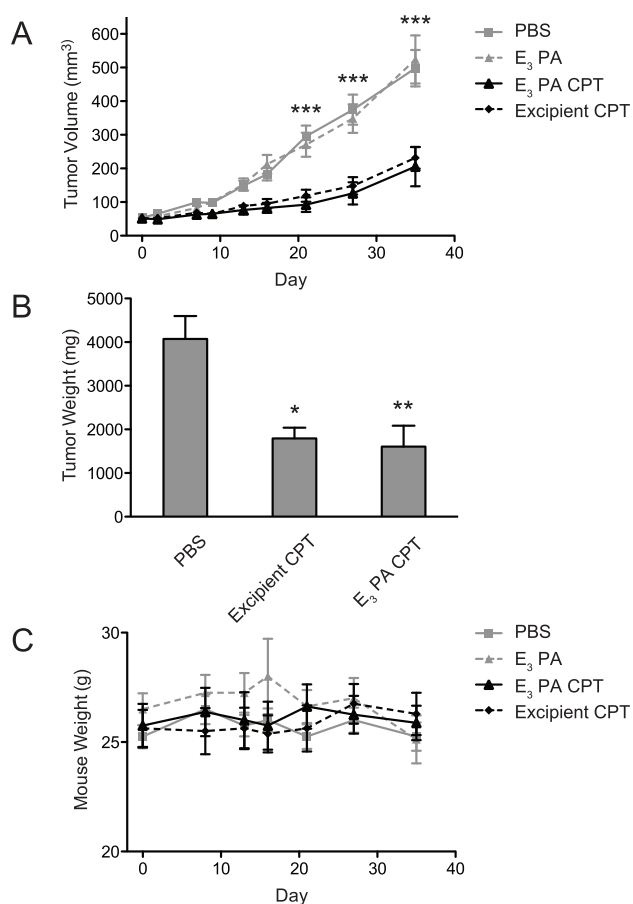 A
Tumor Volume (mm³)
600
500
400
300
200
100
0
***
***
***
0 10 20 30 40
Day
PBS
E₃ PA
E₃ PA CPT
Excipient CPT
B
Tumor Weight (mg)
5000
4000
3000
2000
1000
0
*
**
PBS
Excipient CPT
E₃ PA CPT
C
Mouse Weight (g)
30
25
20
0 10 20 30 40
Day
PBS
E₃ PA
E₃ PA CPT
Excipient CPT